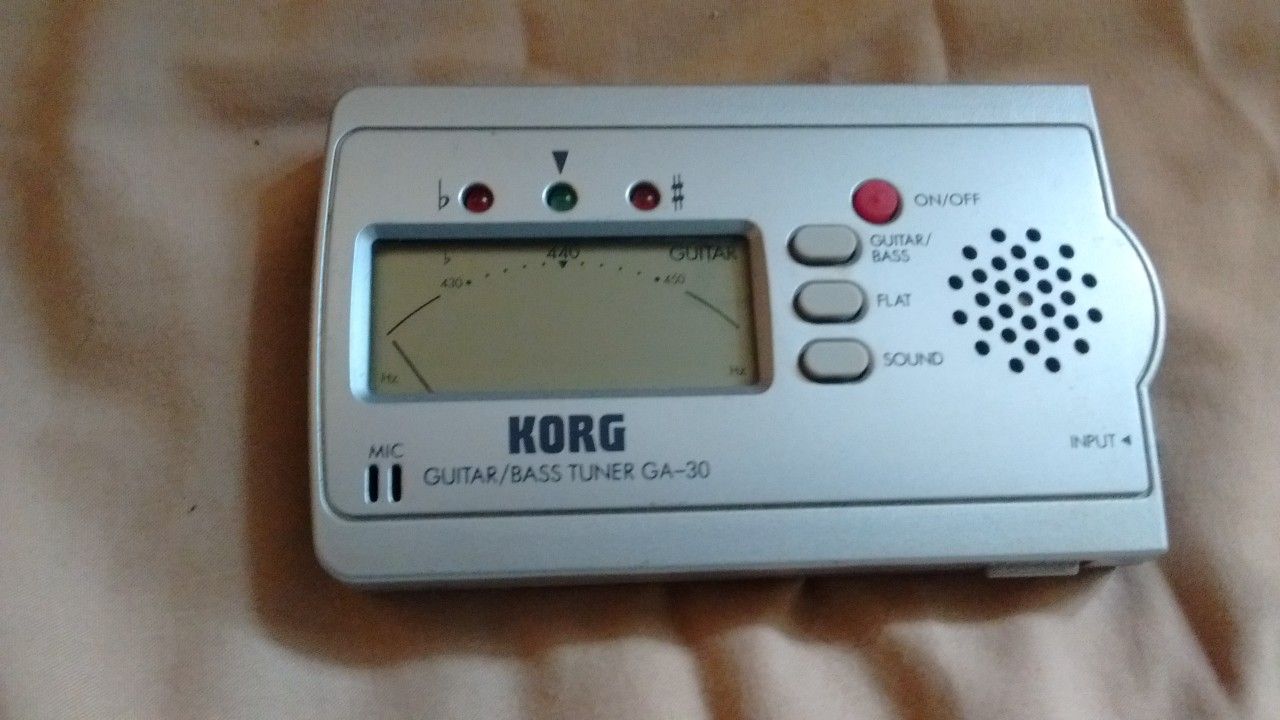 ♭ ♯
ON/OFF
GUITAR/
BASS
FLAT
SOUND
♭ 440 GUITAR
430 450
Hz Hz
KORG
MIC
GUITAR/BASS TUNER GA-30
INPUT